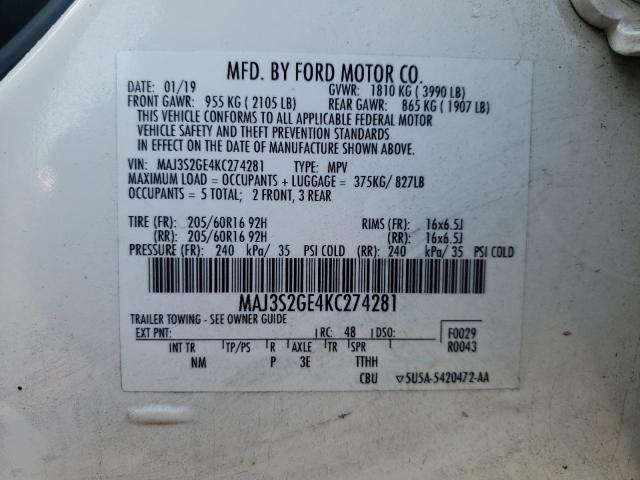 MFD. BY FORD MOTOR CO.
DATE: 01/19 GVWR: 1810 KG ( 3990 LB)
FRONT GAWR: 955 KG ( 2105 LB) REAR GAWR: 865 KG ( 1907 LB)
THIS VEHICLE CONFORMS TO ALL APPLICABLE FEDERAL MOTOR
VEHICLE SAFETY AND THEFT PREVENTION STANDARDS
IN EFFECT ON THE DATE OF MANUFACTURE SHOWN ABOVE.
VIN: MAJ3S2GE4KC274281 TYPE: MPV
MAXIMUM LOAD = OCCUPANTS + LUGGAGE = 375KG/ 827LB
OCCUPANTS = 5 TOTAL; 2 FRONT, 3 REAR
TIRE (FR): 205/60R16 92H RIMS (FR): 16x6.5J
(RR): 205/60R16 92H (RR): 16x6.5J
PRESSURE (FR): 240 kPa/ 35 PSI COLD (RR): 240 kPa/ 35 PSI COLD
MAJ3S2GE4KC274281
TRAILER TOWING - SEE OWNER GUIDE
EXT PNT: RC: 48 DSO: F0029
INT TR TP/PS R AXLE TR SPR R0043
NM P 3E TTHH
CBU ▽5U5A-5420472-AA